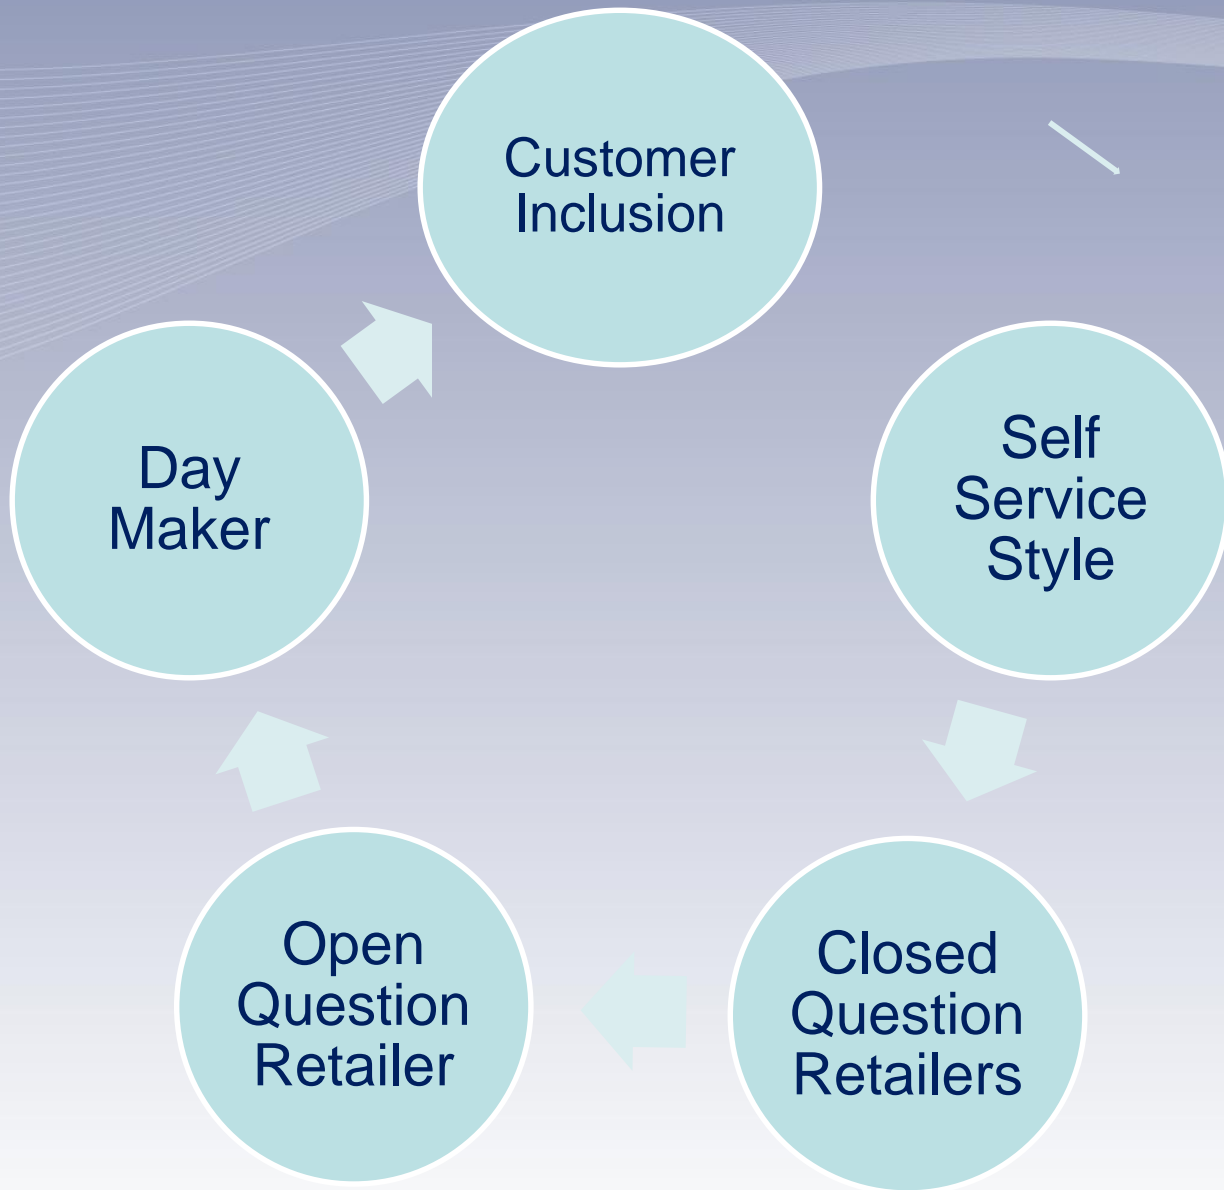 Customer
Inclusion
Self
Service
Style
Closed
Question
Retailers
Open
Question
Retailer
Day
Maker